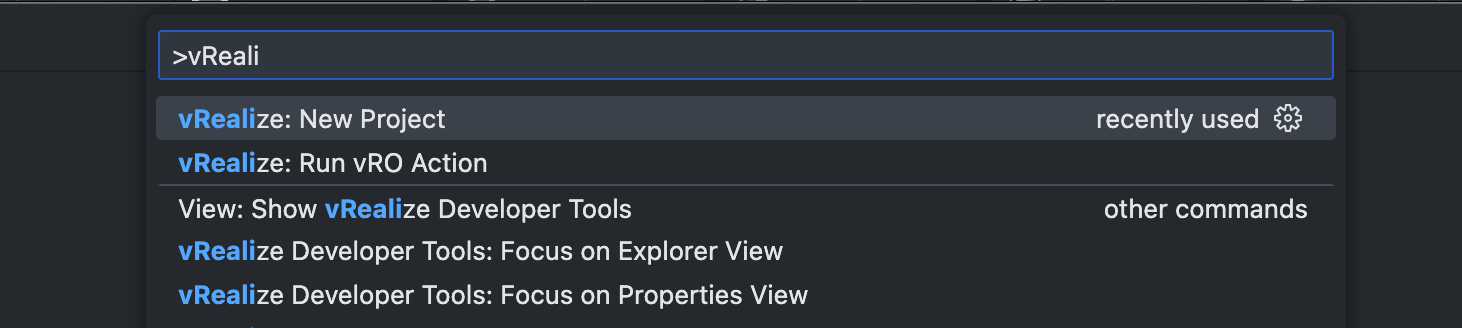 >vReali
vRealize: New Project recently used
vRealize: Run vRO Action
View: Show vRealize Developer Tools other commands
vRealize Developer Tools: Focus on Explorer View
vRealize Developer Tools: Focus on Properties View